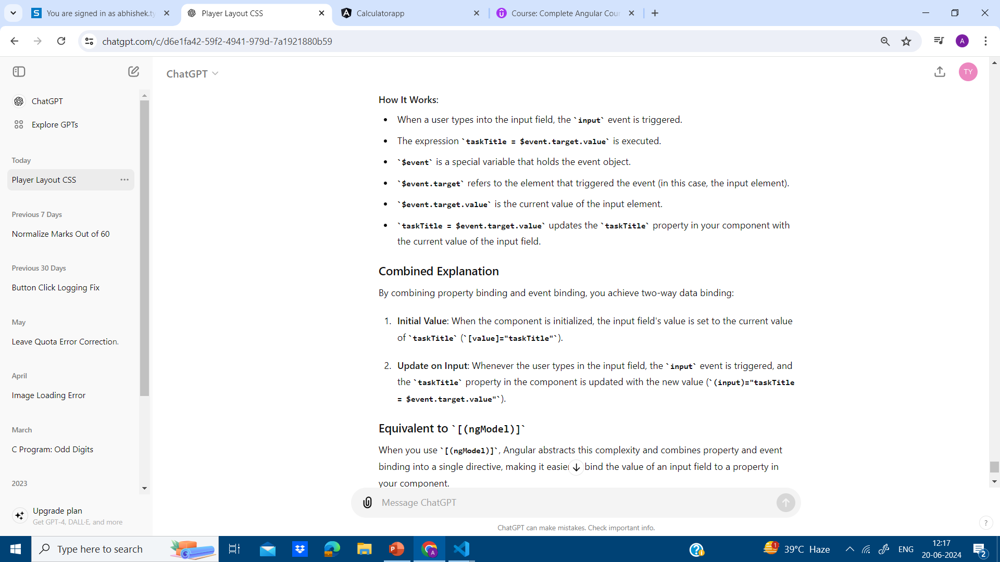 You are signed in as abhishek.ty
Player Layout CSS
Calculatorapp
Course: Complete Angular Cour
chatgpt.com/c/d6e1fa42-59f2-4941-979d-7a1921880b59
A
ChatGPT
TY
ChatGPT
Explore GPTs
Today
Player Layout CSS
Previous 7 Days
Normalize Marks Out of 60
Previous 30 Days
Button Click Logging Fix
May
Leave Quota Error Correction.
April
Image Loading Error
March
C Program: Odd Digits
2023
Upgrade plan
Get GPT-4, DALL·E, and more
How It Works:
• When a user types into the input field, the `input` event is triggered.
• The expression `taskTitle = $event.target.value` is executed.
• `$event` is a special variable that holds the event object.
• `$event.target` refers to the element that triggered the event (in this case, the input element).
• `$event.target.value` is the current value of the input element.
• `taskTitle = $event.target.value` updates the `taskTitle` property in your component with
the current value of the input field.
Combined Explanation
By combining property binding and event binding, you achieve two-way data binding:
1. Initial Value: When the component is initialized, the input field's value is set to the current value
of `taskTitle` (`[value]="taskTitle"`).
2. Update on Input: Whenever the user types in the input field, the `input` event is triggered, and
the `taskTitle` property in the component is updated with the new value (`(input)="taskTitle
= $event.target.value"`).
Equivalent to `[(ngModel)]`
When you use `[(ngModel)]`, Angular abstracts this complexity and combines property and event
binding into a single directive, making it easier bind the value of an input field to a property in
your component.
Message ChatGPT
ChatGPT can make mistakes. Check important info.
?
Type here to search
1
39°C Haze
ENG
12:17
20-06-2024
2